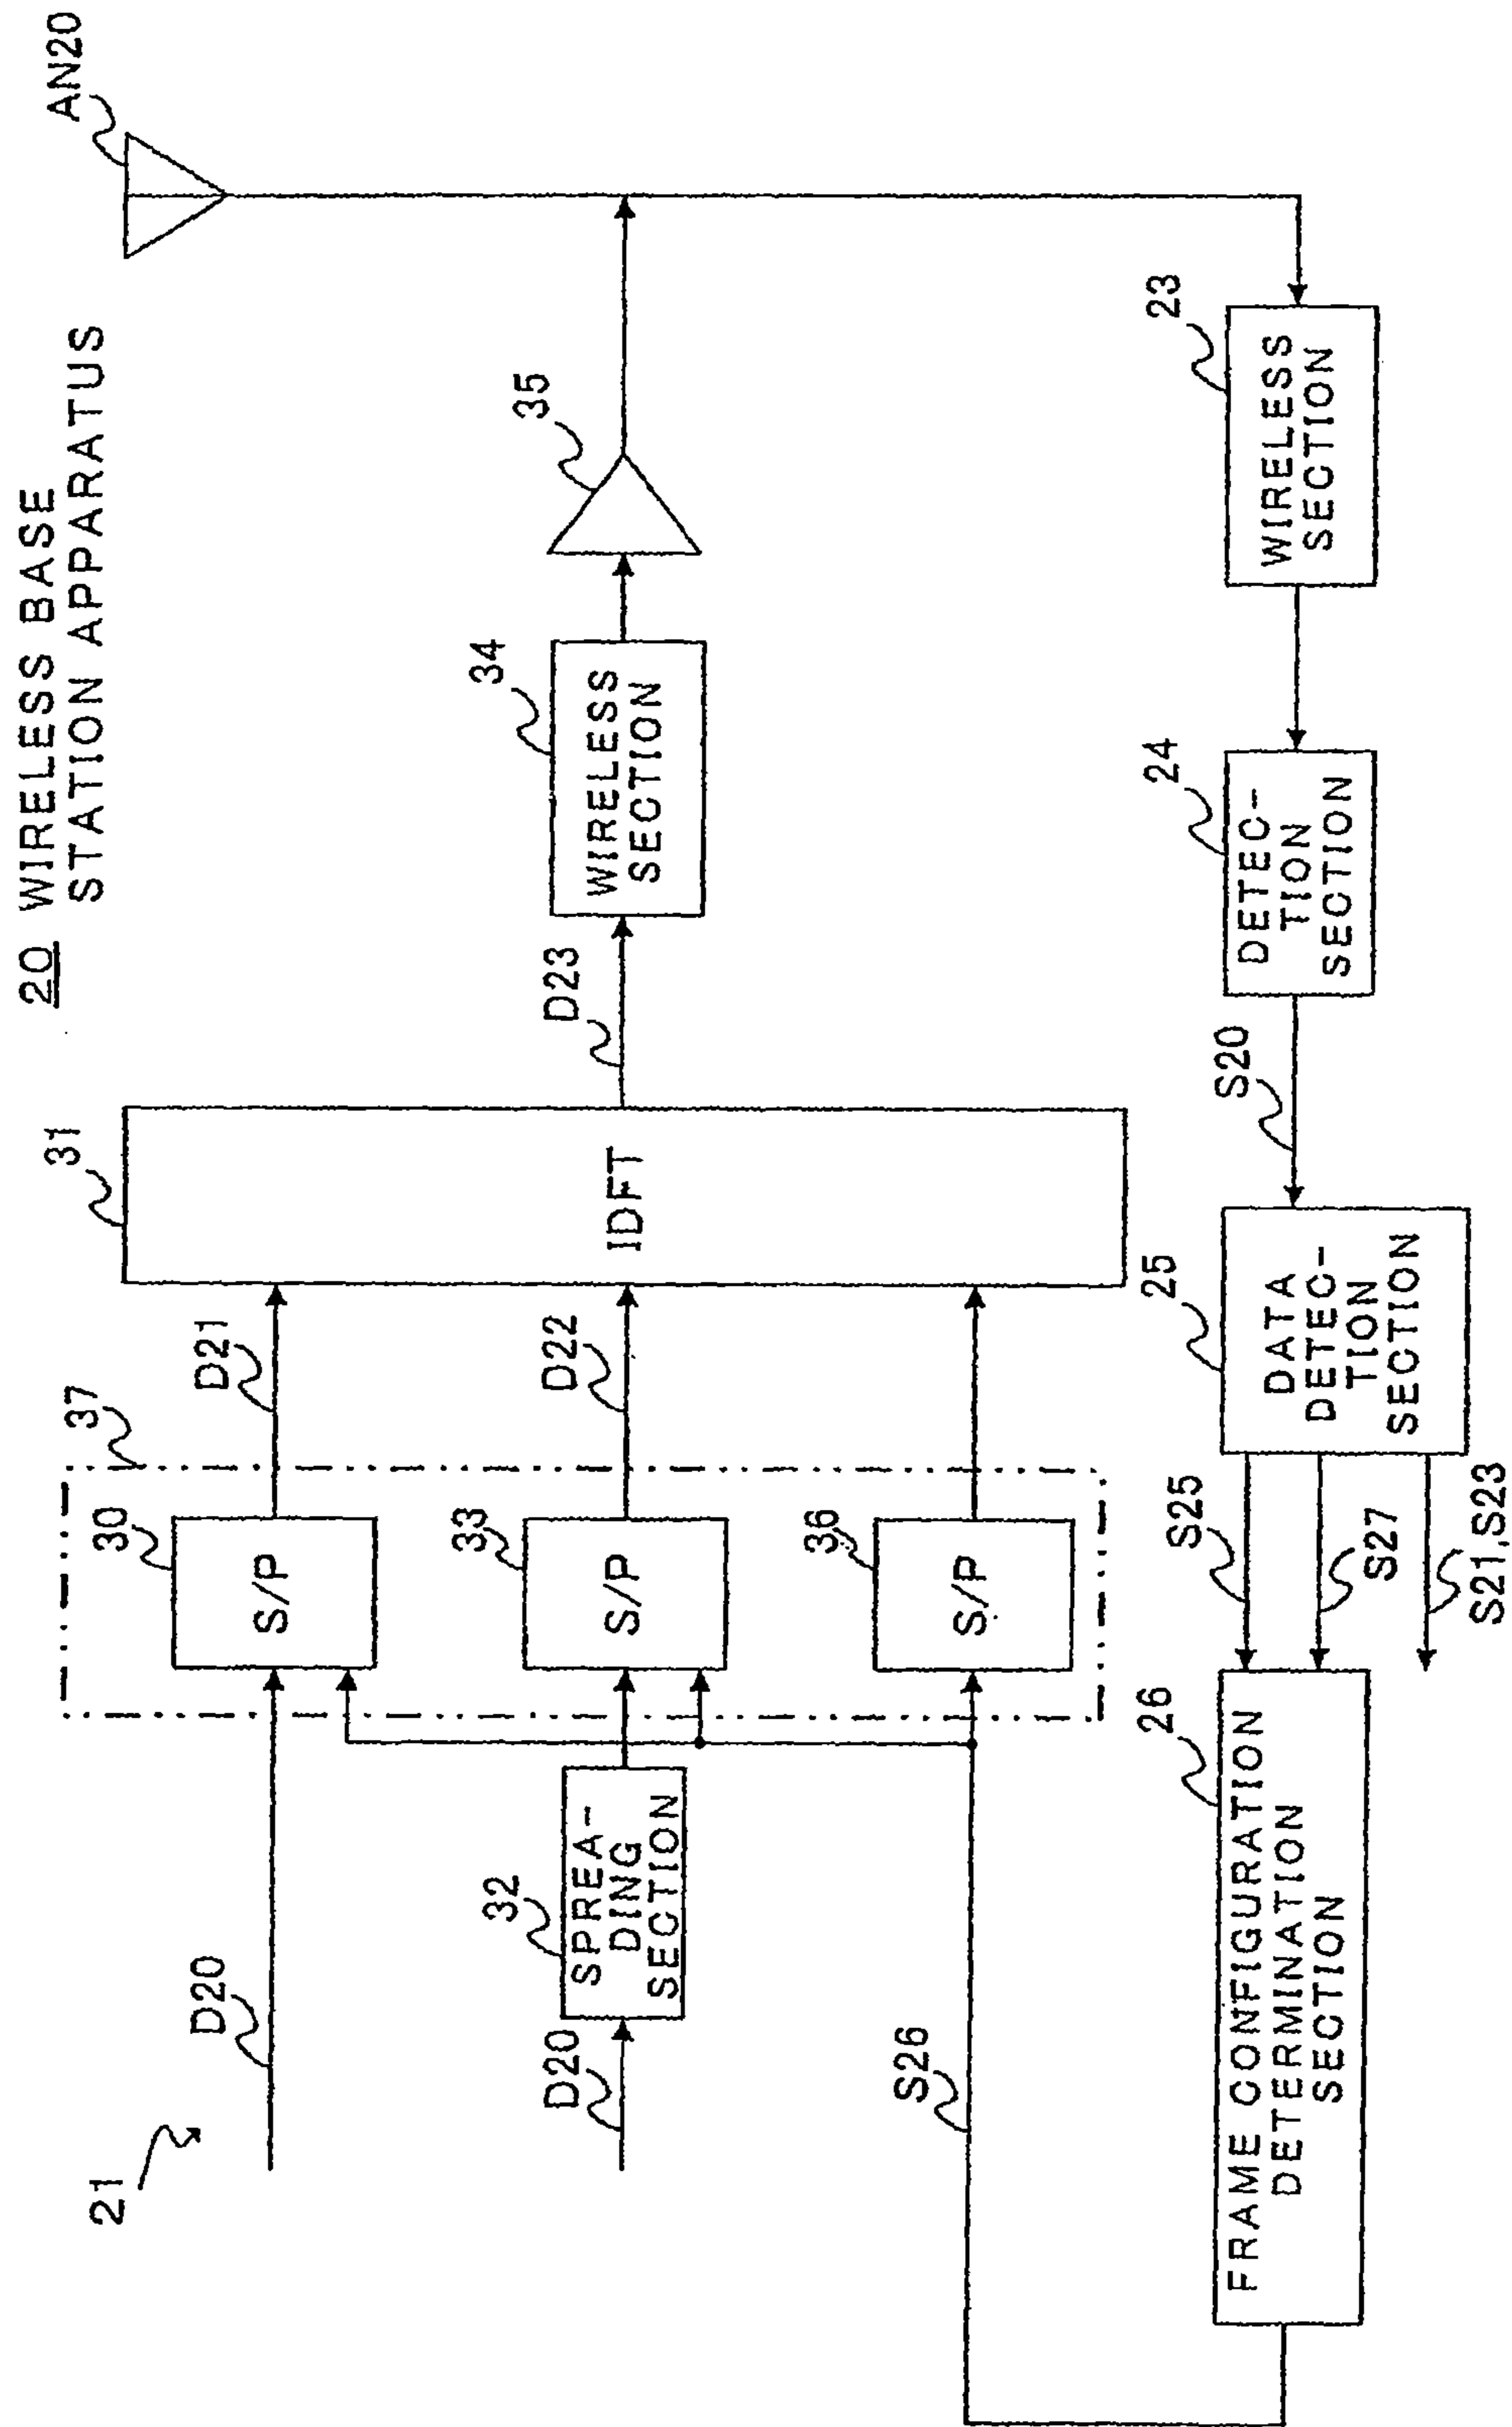 20 WIRELESS BASE
STATION APPARATUS
AN20
21
D20
37
30
S/P
D21
31
IDFT
D20
32
SPREA-
DING
SECTION
33
S/P
D22
D23
34
WIRELESS
SECTION
35
S26
36
S/P
26
FRAME CONFIGURATION
DETERMINATION
SECTION
S25
S27
S21,S23
25
DATA
DETEC-
TION
SECTION
S20
24
DETEC-
TION
SECTION
23
WIRELESS
SECTION